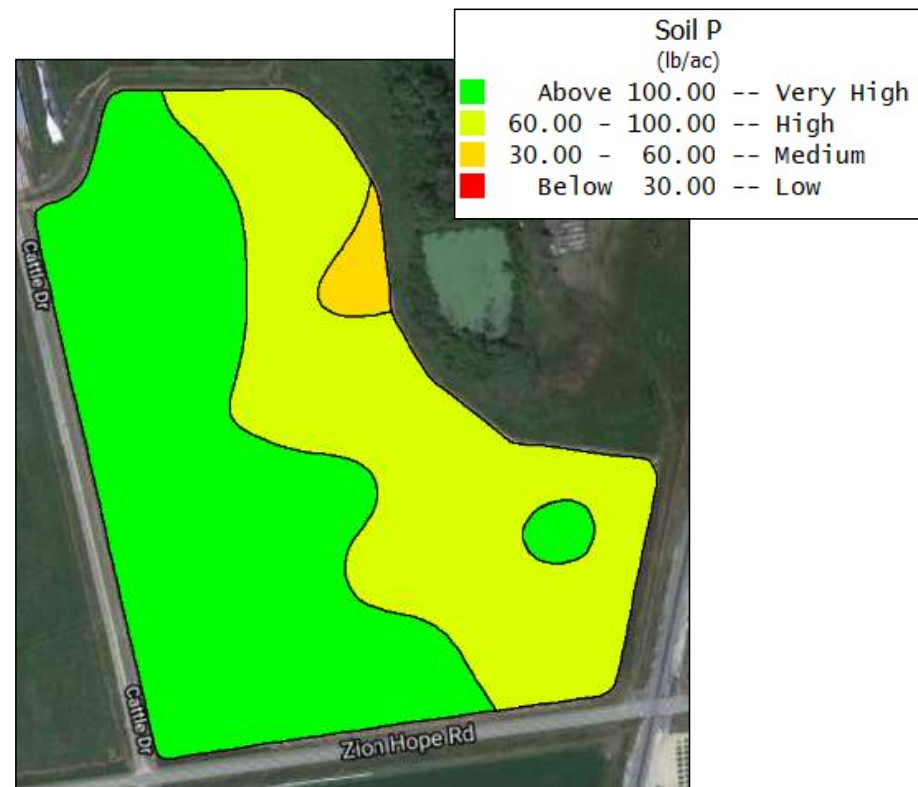 Soil P
(lb/ac)
Above 100.00 -- Very High
60.00 - 100.00 -- High
30.00 - 60.00 -- Medium
Below 30.00 -- Low
Cattle Dr
Cattle Dr
Zion Hope Rd